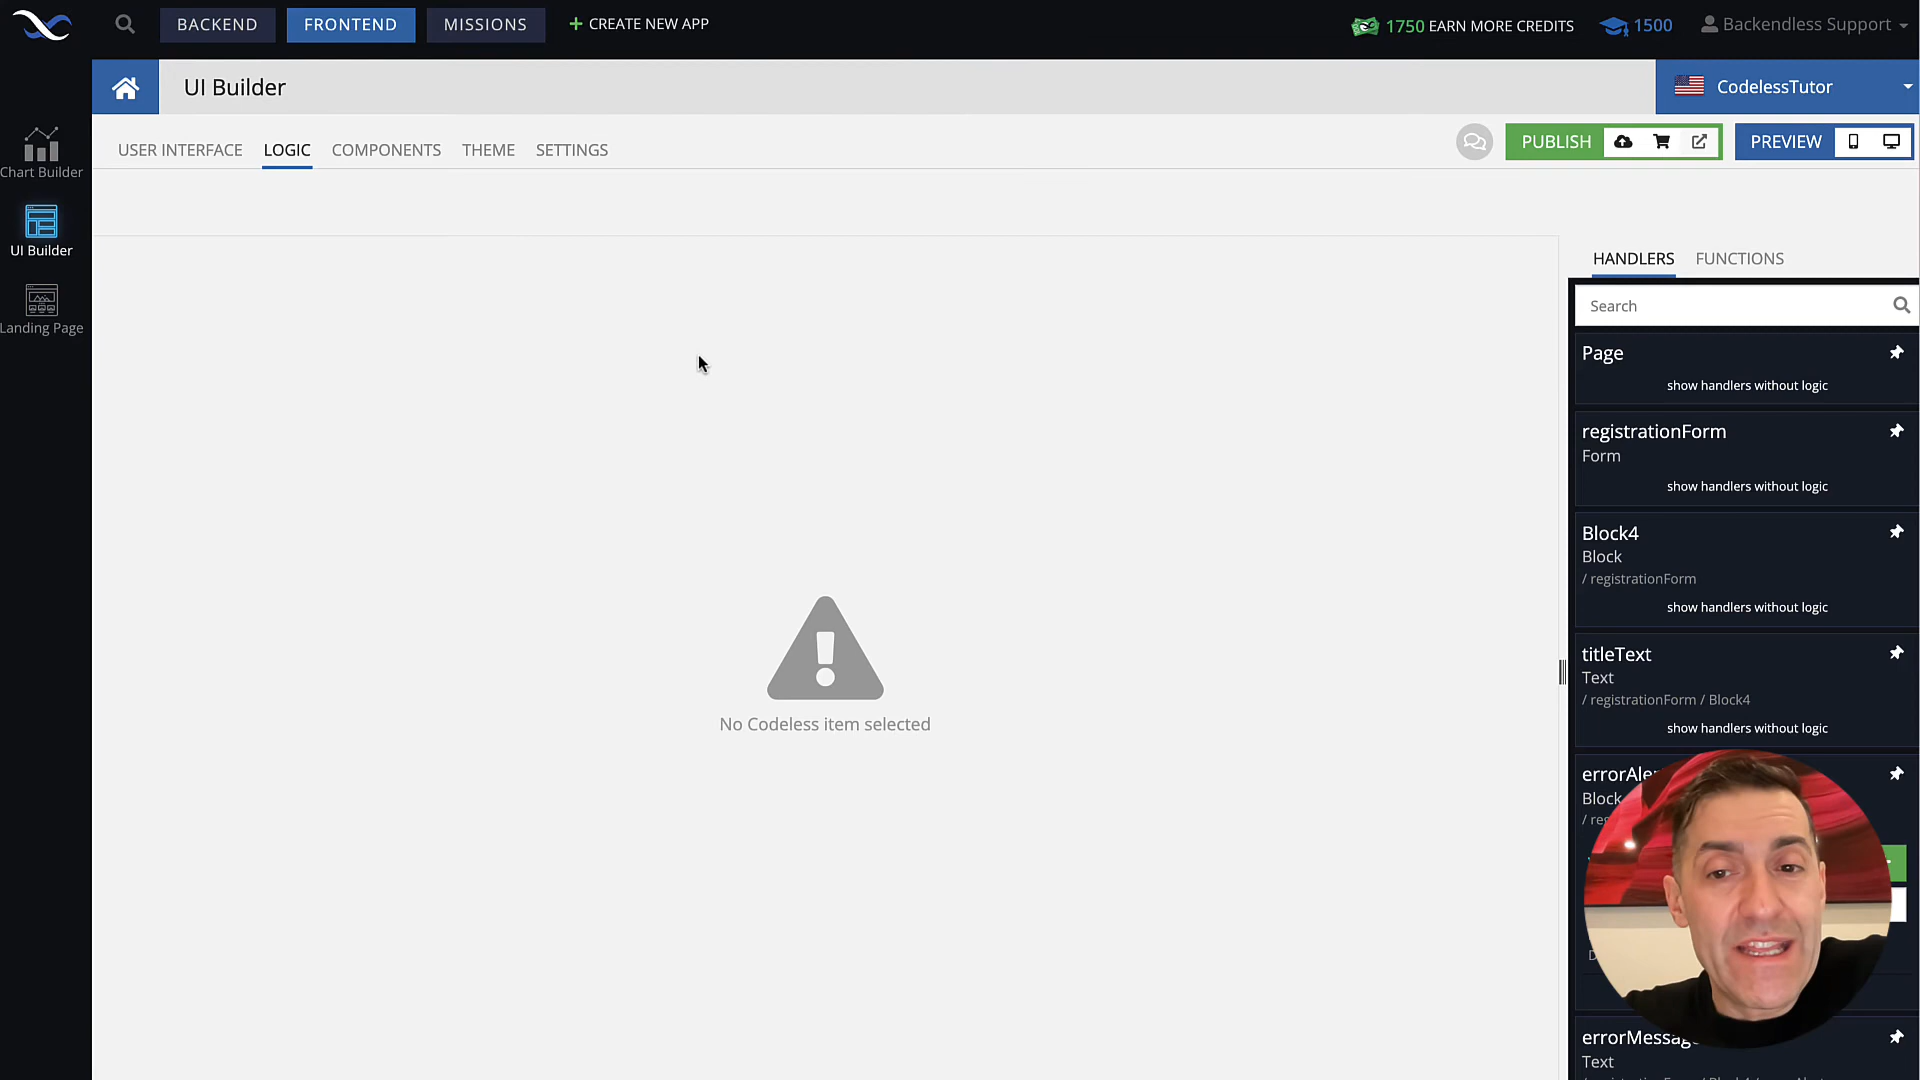 BACKEND
FRONTEND
MISSIONS
+ CREATE NEW APP
1750 EARN MORE CREDITS
1500
Backendless Support
UI Builder
CodelessTutor
USER INTERFACE
LOGIC
COMPONENTS
THEME
SETTINGS
PUBLISH
PREVIEW
Chart Builder
UI Builder
Landing Page
No Codeless item selected
HANDLERS
FUNCTIONS
Search
Page
show handlers without logic
registrationForm
Form
show handlers without logic
Block4
Block
/ registrationForm
show handlers without logic
titleText
Text
/ registrationForm / Block4
show handlers without logic
Block
Text